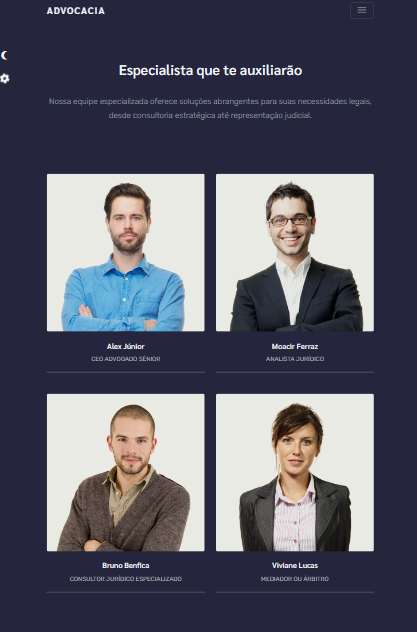 ADVOCACIA
Especialista que te auxiliarão
Nossa equipe especializada oferece soluções abrangentes para suas necessidades legais,
desde consultoria estratégica até representação judicial.
Alex Júnior
CEO ADVOGADO SÊNIOR
Moacir Ferraz
ANALISTA JURÍDICO
Bruno Benfica
CONSULTOR JURÍDICO ESPECIALIZADO
Viviane Lucas
MEDIADOR OU ÁRBITRO